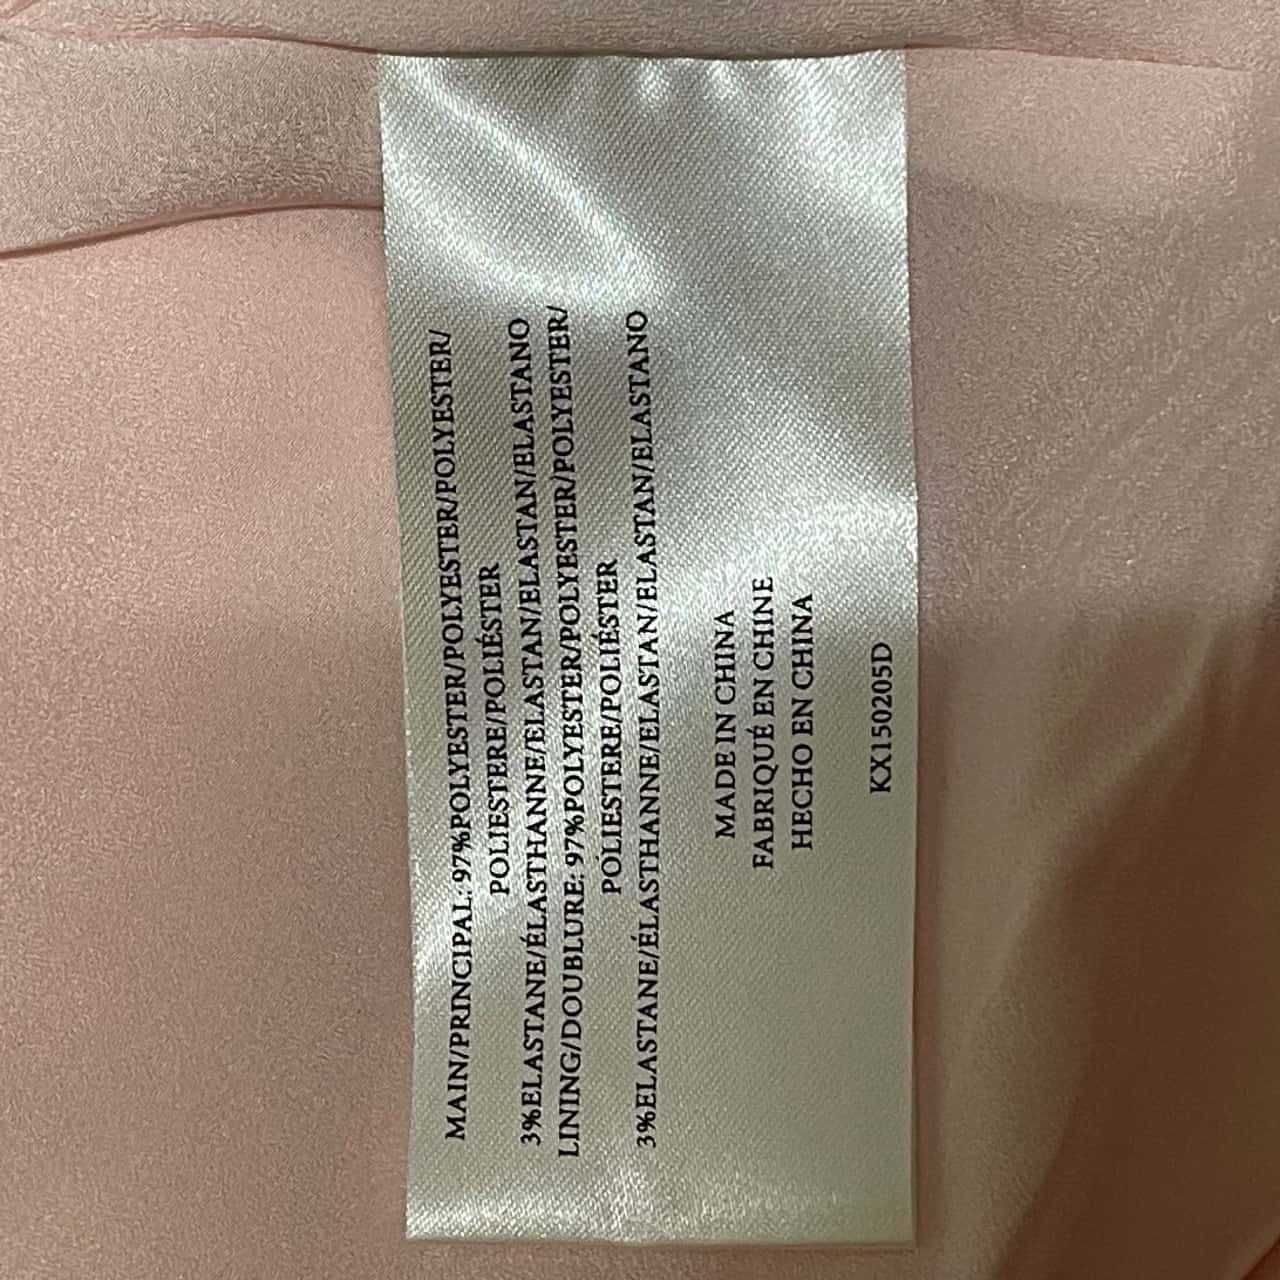 MAIN/PRINCIPAL: 97%POLYESTER/POLYESTER/POLYESTER/
POLIESTERE/POLIÉSTER
3%ELASTANE/ÉLASTHANNE/ELASTAN/ELASTAN/ELASTANO
LINING/DOUBLURE: 97%POLYESTER/POLYESTER/POLYESTER/
POLIESTERE/POLIÉSTER
3%ELASTANE/ÉLASTHANNE/ELASTAN/ELASTAN/ELASTANO
MADE IN CHINA
FABRIQUÉ EN CHINE
HECHO EN CHINA
KX150205D